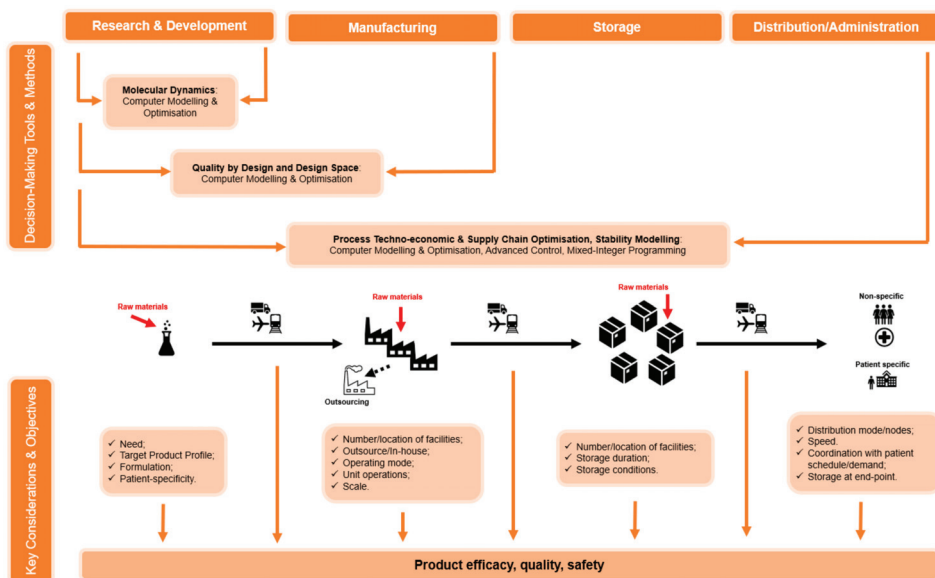 Research & Development
Manufacturing
Storage
Distribution/Administration
Decision-Making Tools & Methods
Molecular Dynamics:
Computer Modelling &
Optimisation
Quality by Design and Design Space:
Computer Modelling & Optimisation
Process Techno-economic & Supply Chain Optimisation, Stability Modelling:
Computer Modelling & Optimisation, Advanced Control, Mixed-Integer Programming
Raw materials
Raw materials
Raw materials
Non-specific
Patient specific
Outsourcing
Key Considerations & Objectives
✓ Need;
✓ Target Product Profile;
✓ Formulation;
✓ Patient-specificity.
✓ Number/location of facilities;
✓ Outsource/In-house;
✓ Operating mode;
✓ Unit operations;
✓ Scale.
✓ Number/location of facilities;
✓ Storage duration;
✓ Storage conditions.
✓ Distribution mode/nodes;
✓ Speed.
✓ Coordination with patient
schedule/demand;
✓ Storage at end-point.
Product efficacy, quality, safety